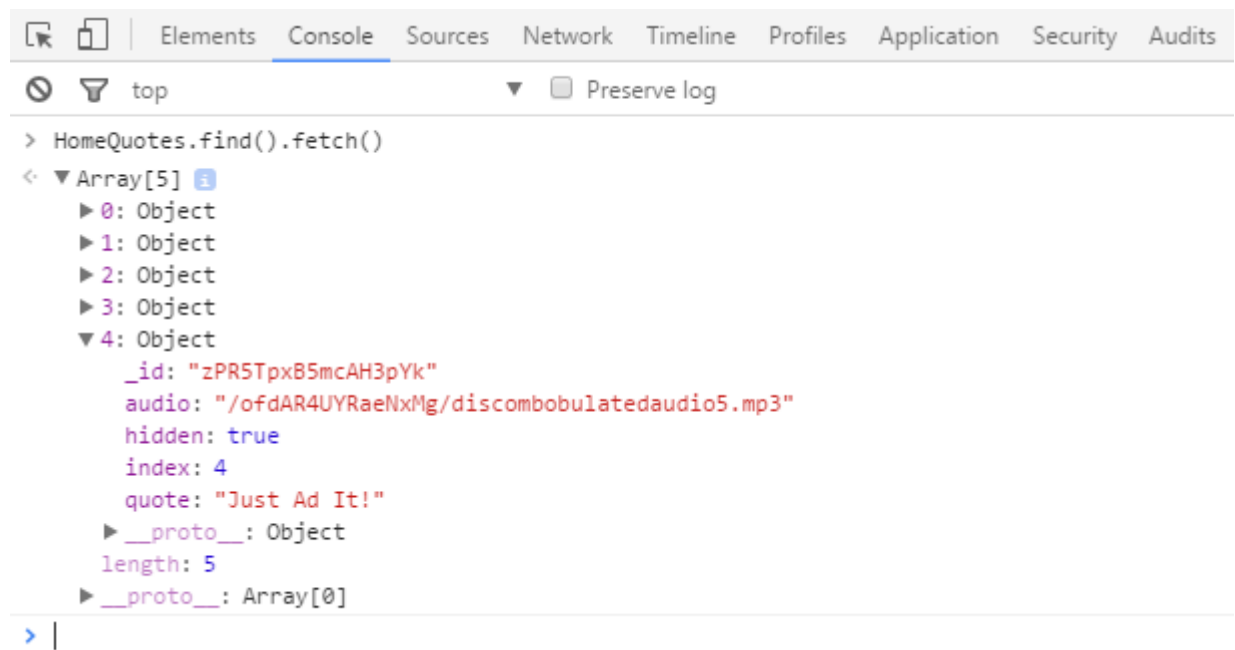 Elements Console Sources Network Timeline Profiles Application Security Audits
top ▼ Preserve log
> HomeQuotes.find().fetch()
▼ Array[5] i
▶ 0: Object
▶ 1: Object
▶ 2: Object
▶ 3: Object
▼ 4: Object
_id: "zPR5TpxB5mcAH3pYk"
audio: "/ofdAR4UYRaeNxMg/discombobulatedaudio5.mp3"
hidden: true
index: 4
quote: "Just Ad It!"
▶ __proto__: Object
length: 5
▶ __proto__: Array[0]
>